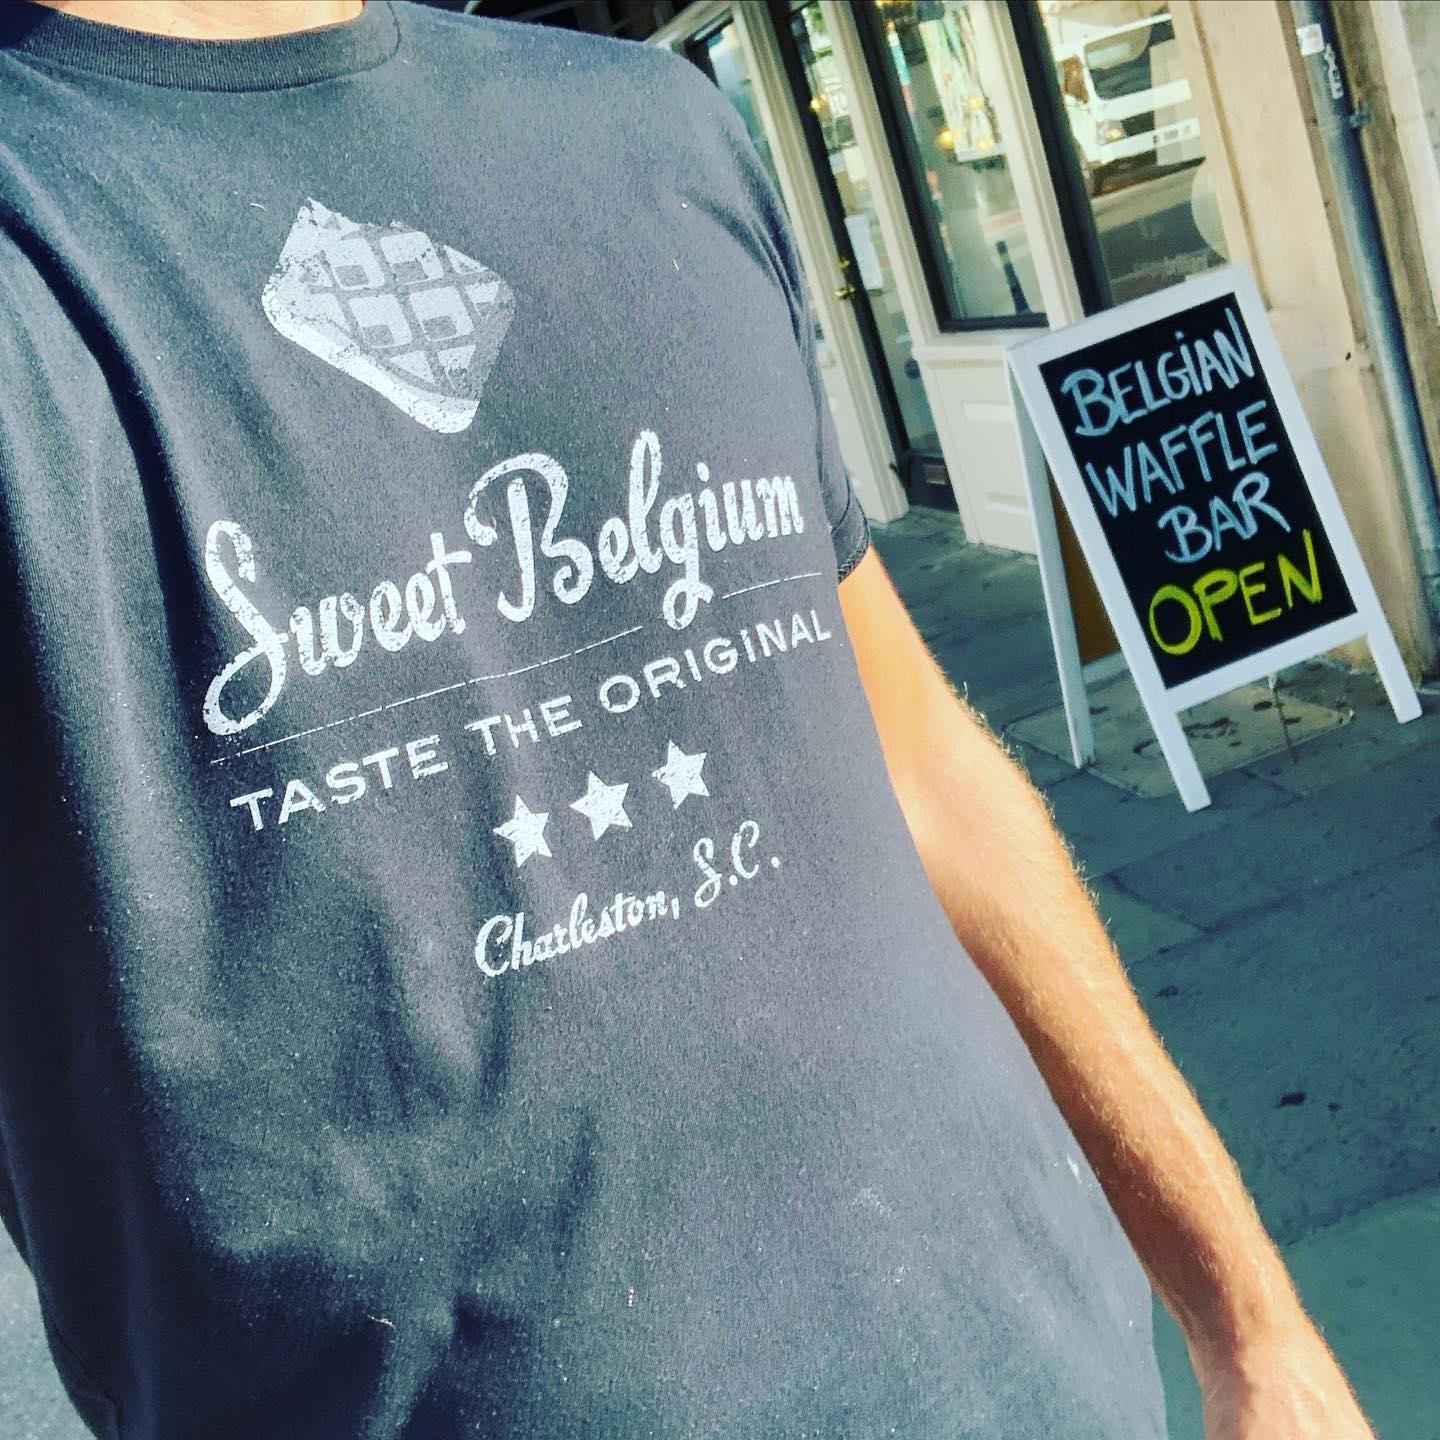 Sweet Belgium
TASTE THE ORIGINAL
Charleston, S.C.
BELGiAN
WAFFLE
BAR
OPEN